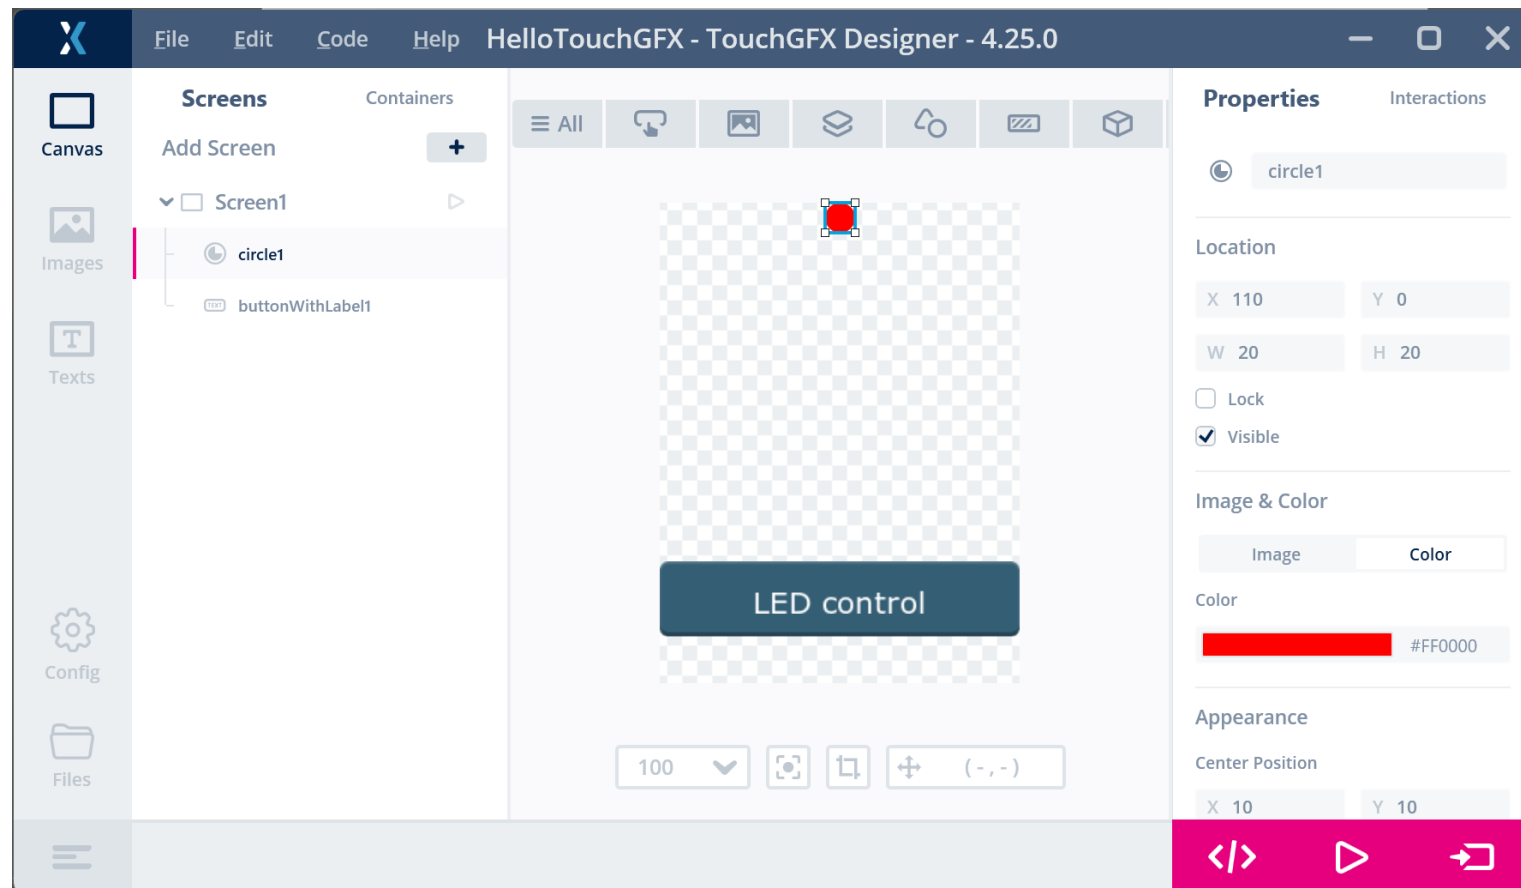 File Edit Code Help HelloTouchGFX - TouchGFX Designer - 4.25.0
Canvas
Images
Texts
Config
Files
Screens Containers
Add Screen +
Screen1
circle1
TEXT buttonWithLabel1
All
LED control
100 (-,-)
Properties Interactions
circle1
Location
X 110 Y 0
W 20 H 20
Lock
Visible
Image & Color
Image Color
Color
#FF0000
Appearance
Center Position
X 10 Y 10